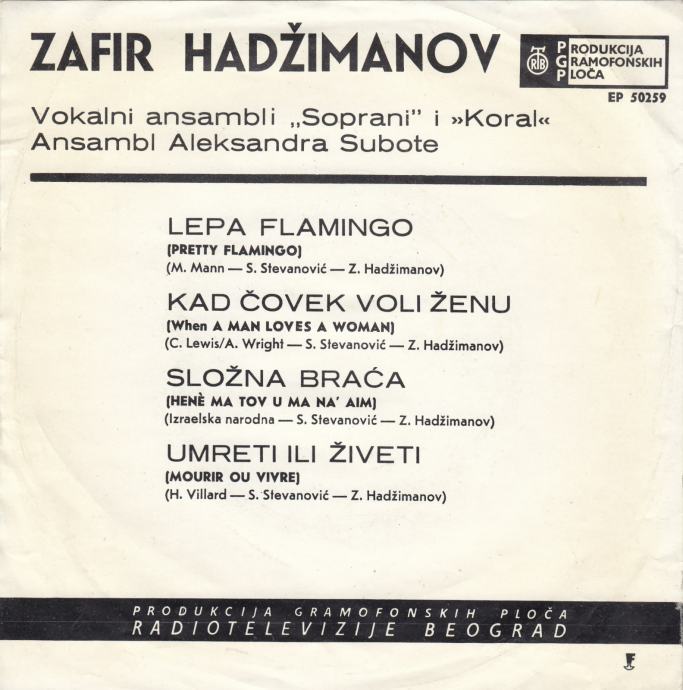 ZAFIR HADŽIMANOV
RTB
PGP
PRODUKCIJA
GRAMOFONSKIH
PLOČA
EP 50259
Vokalni ansambli „Soprani” i »Koral«
Ansambl Aleksandra Subote
LEPA FLAMINGO
(PRETTY FLAMINGO)
(M. Mann — S. Stevanović — Z. Hadžimanov)
KAD ČOVEK VOLI ŽENU
(When A MAN LOVES A WOMAN)
(C. Lewis/A. Wright — S. Stevanović — Z. Hadžimanov)
SLOŽNA BRAĆA
(HENÈ MA TOV U MA NA' AIM)
(Izraelska narodna — S. Stevanović — Z. Hadžimanov)
UMRETI ILI ŽIVETI
(MOURIR OU VIVRE)
(H. Villard — S. Stevanović — Z. Hadžimanov)
PRODUKCIJA GRAMOFONSKIH PLOČA
RADIOTELEVIZIJE BEOGRAD